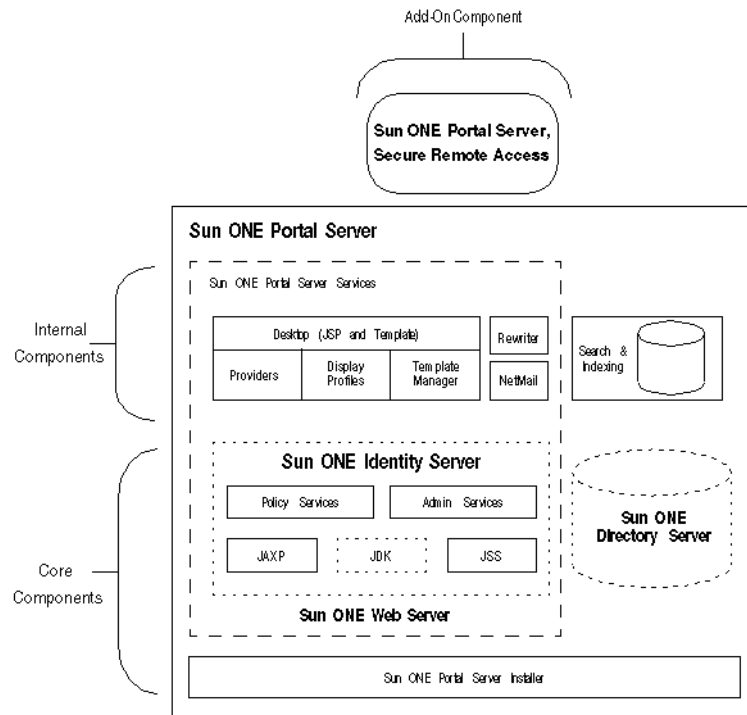 Add-On Component
Sun ONE Portal Server,
Secure Remote Access
Sun ONE Portal Server
Sun ONE Portal Server Services
Internal
Components
Desktop (JSP and Template)
Providers
Display
Profiles
Template
Manager
Rewriter
NetMail
Search &
Indexing
Sun ONE Identity Server
Policy Services
Admin Services
JAXP
JDK
JSS
Sun ONE
Directory Server
Core
Components
Sun ONE Web Server
Sun ONE Portal Server Installer